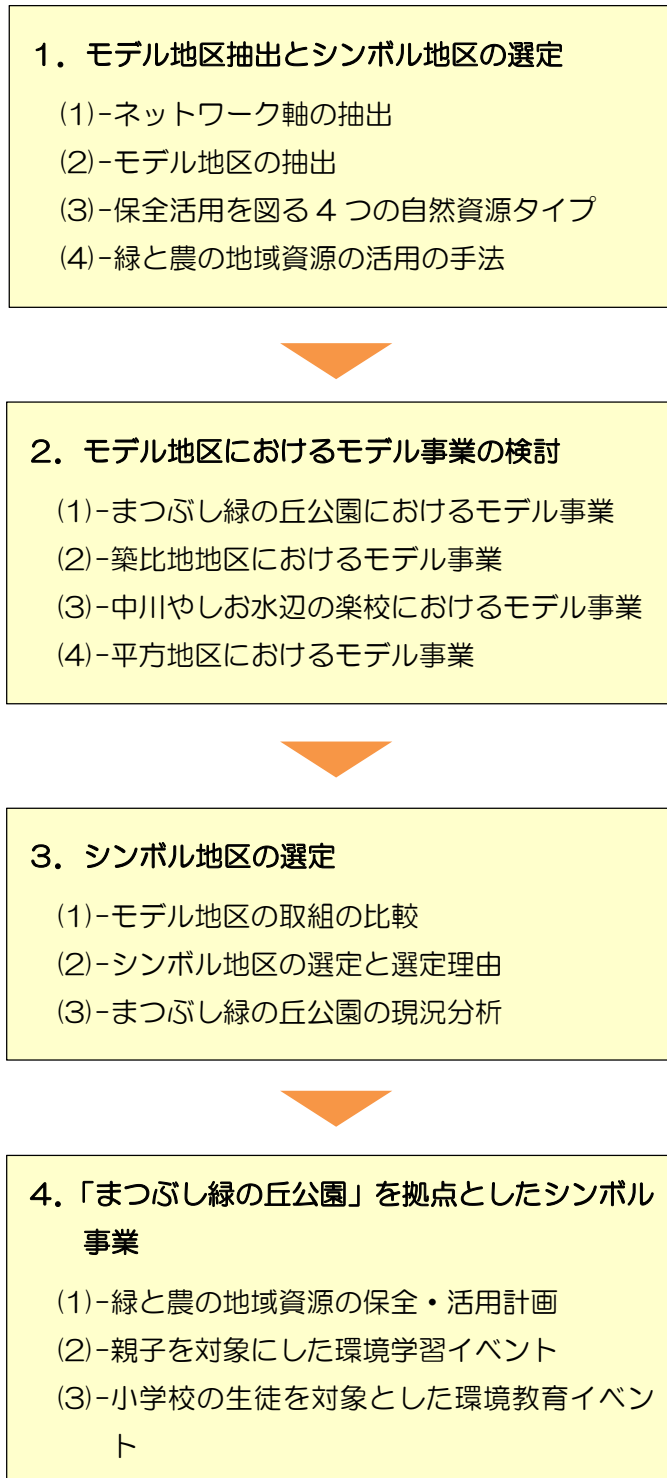 １．モデル地区抽出とシンボル地区の選定
(1)-ネットワーク軸の抽出
(2)-モデル地区の抽出
(3)-保全活用を図る４つの自然資源タイプ
(4)-緑と農の地域資源の活用の手法
２．モデル地区におけるモデル事業の検討
(1)-まつぶし緑の丘公園におけるモデル事業
(2)-築比地地区におけるモデル事業
(3)-中川やしお水辺の楽校におけるモデル事業
(4)-平方地区におけるモデル事業
３．シンボル地区の選定
(1)-モデル地区の取組の比較
(2)-シンボル地区の選定と選定理由
(3)-まつぶし緑の丘公園の現況分析
４．「まつぶし緑の丘公園」を拠点としたシンボル
事業
(1)-緑と農の地域資源の保全・活用計画
(2)-親子を対象にした環境学習イベント
(3)-小学校の生徒を対象とした環境教育イベン
ト